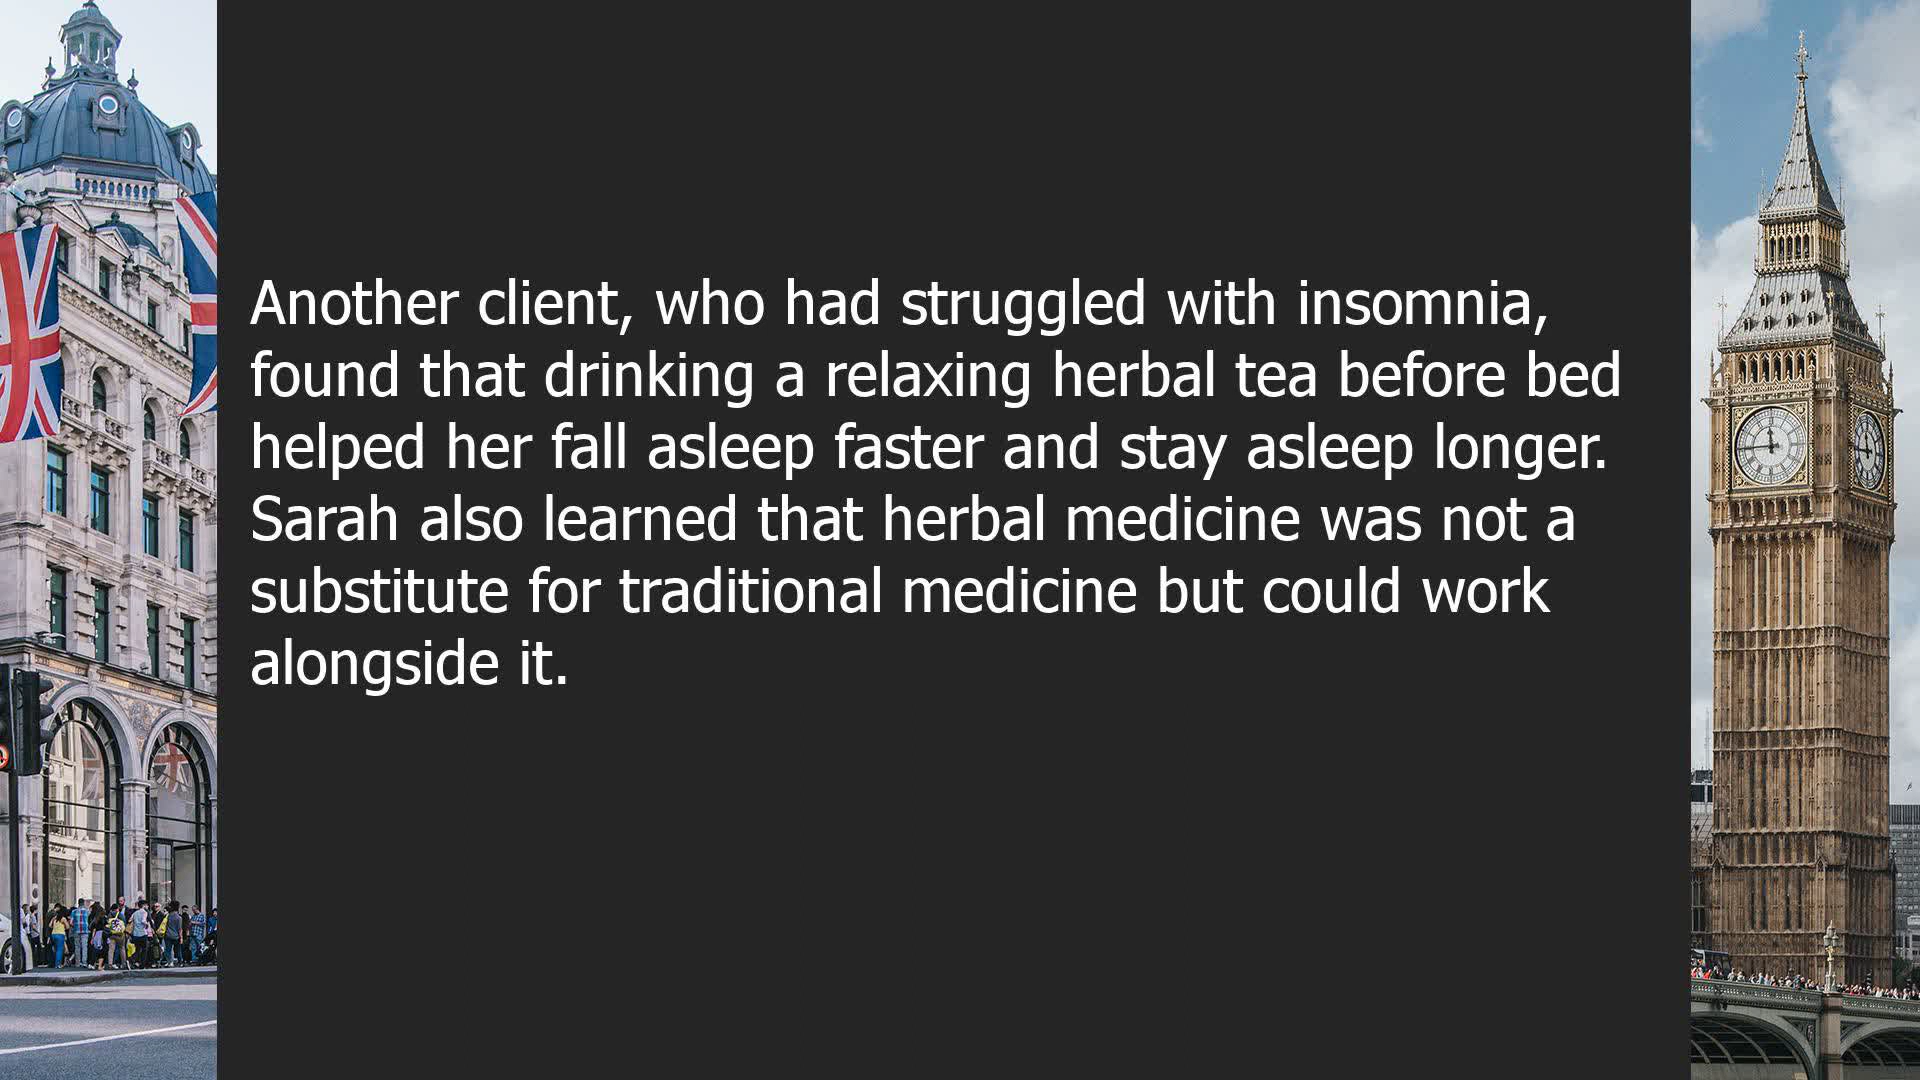 Another client, who had struggled with insomnia,
found that drinking a relaxing herbal tea before bed
helped her fall asleep faster and stay asleep longer.
Sarah also learned that herbal medicine was not a
substitute for traditional medicine but could work
alongside it.